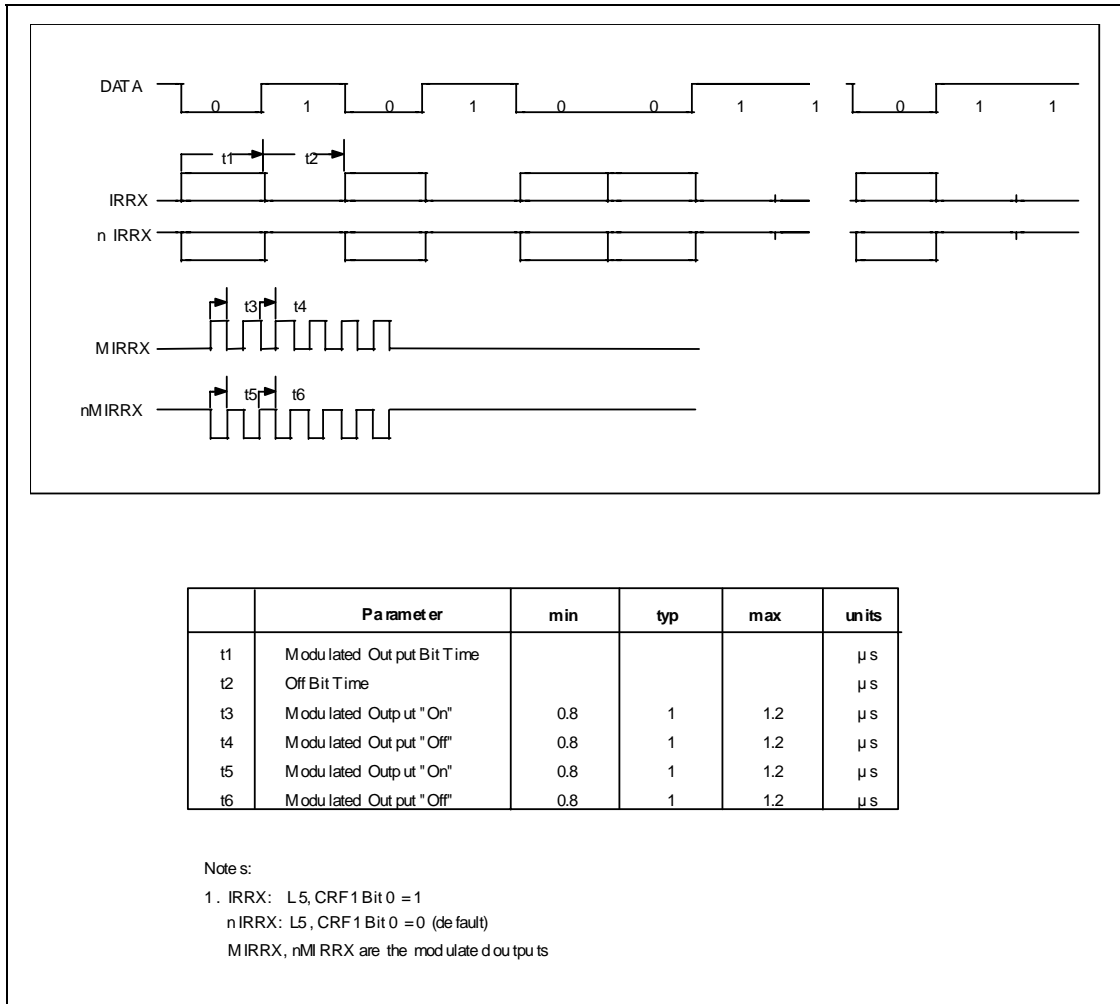 DATA 0 1 0 1 0 0 1 1 0 1 1
t1 t2
IRRX
n IRRX
t3 t4
MIRRX
t5 t6
nMIRRX
Parameter min typ max units
t1 Modulated Output Bit Time µs
t2 Off Bit Time µs
t3 Modulated Output "On" 0.8 1 1.2 µs
t4 Modulated Output "Off" 0.8 1 1.2 µs
t5 Modulated Output "On" 0.8 1 1.2 µs
t6 Modulated Output "Off" 0.8 1 1.2 µs
Notes:
1. IRRX: L5, CRF1 Bit 0 = 1
nIRRX: L5, CRF1 Bit 0 = 0 (default)
MIRRX, nMIRRX are the modulated outputs